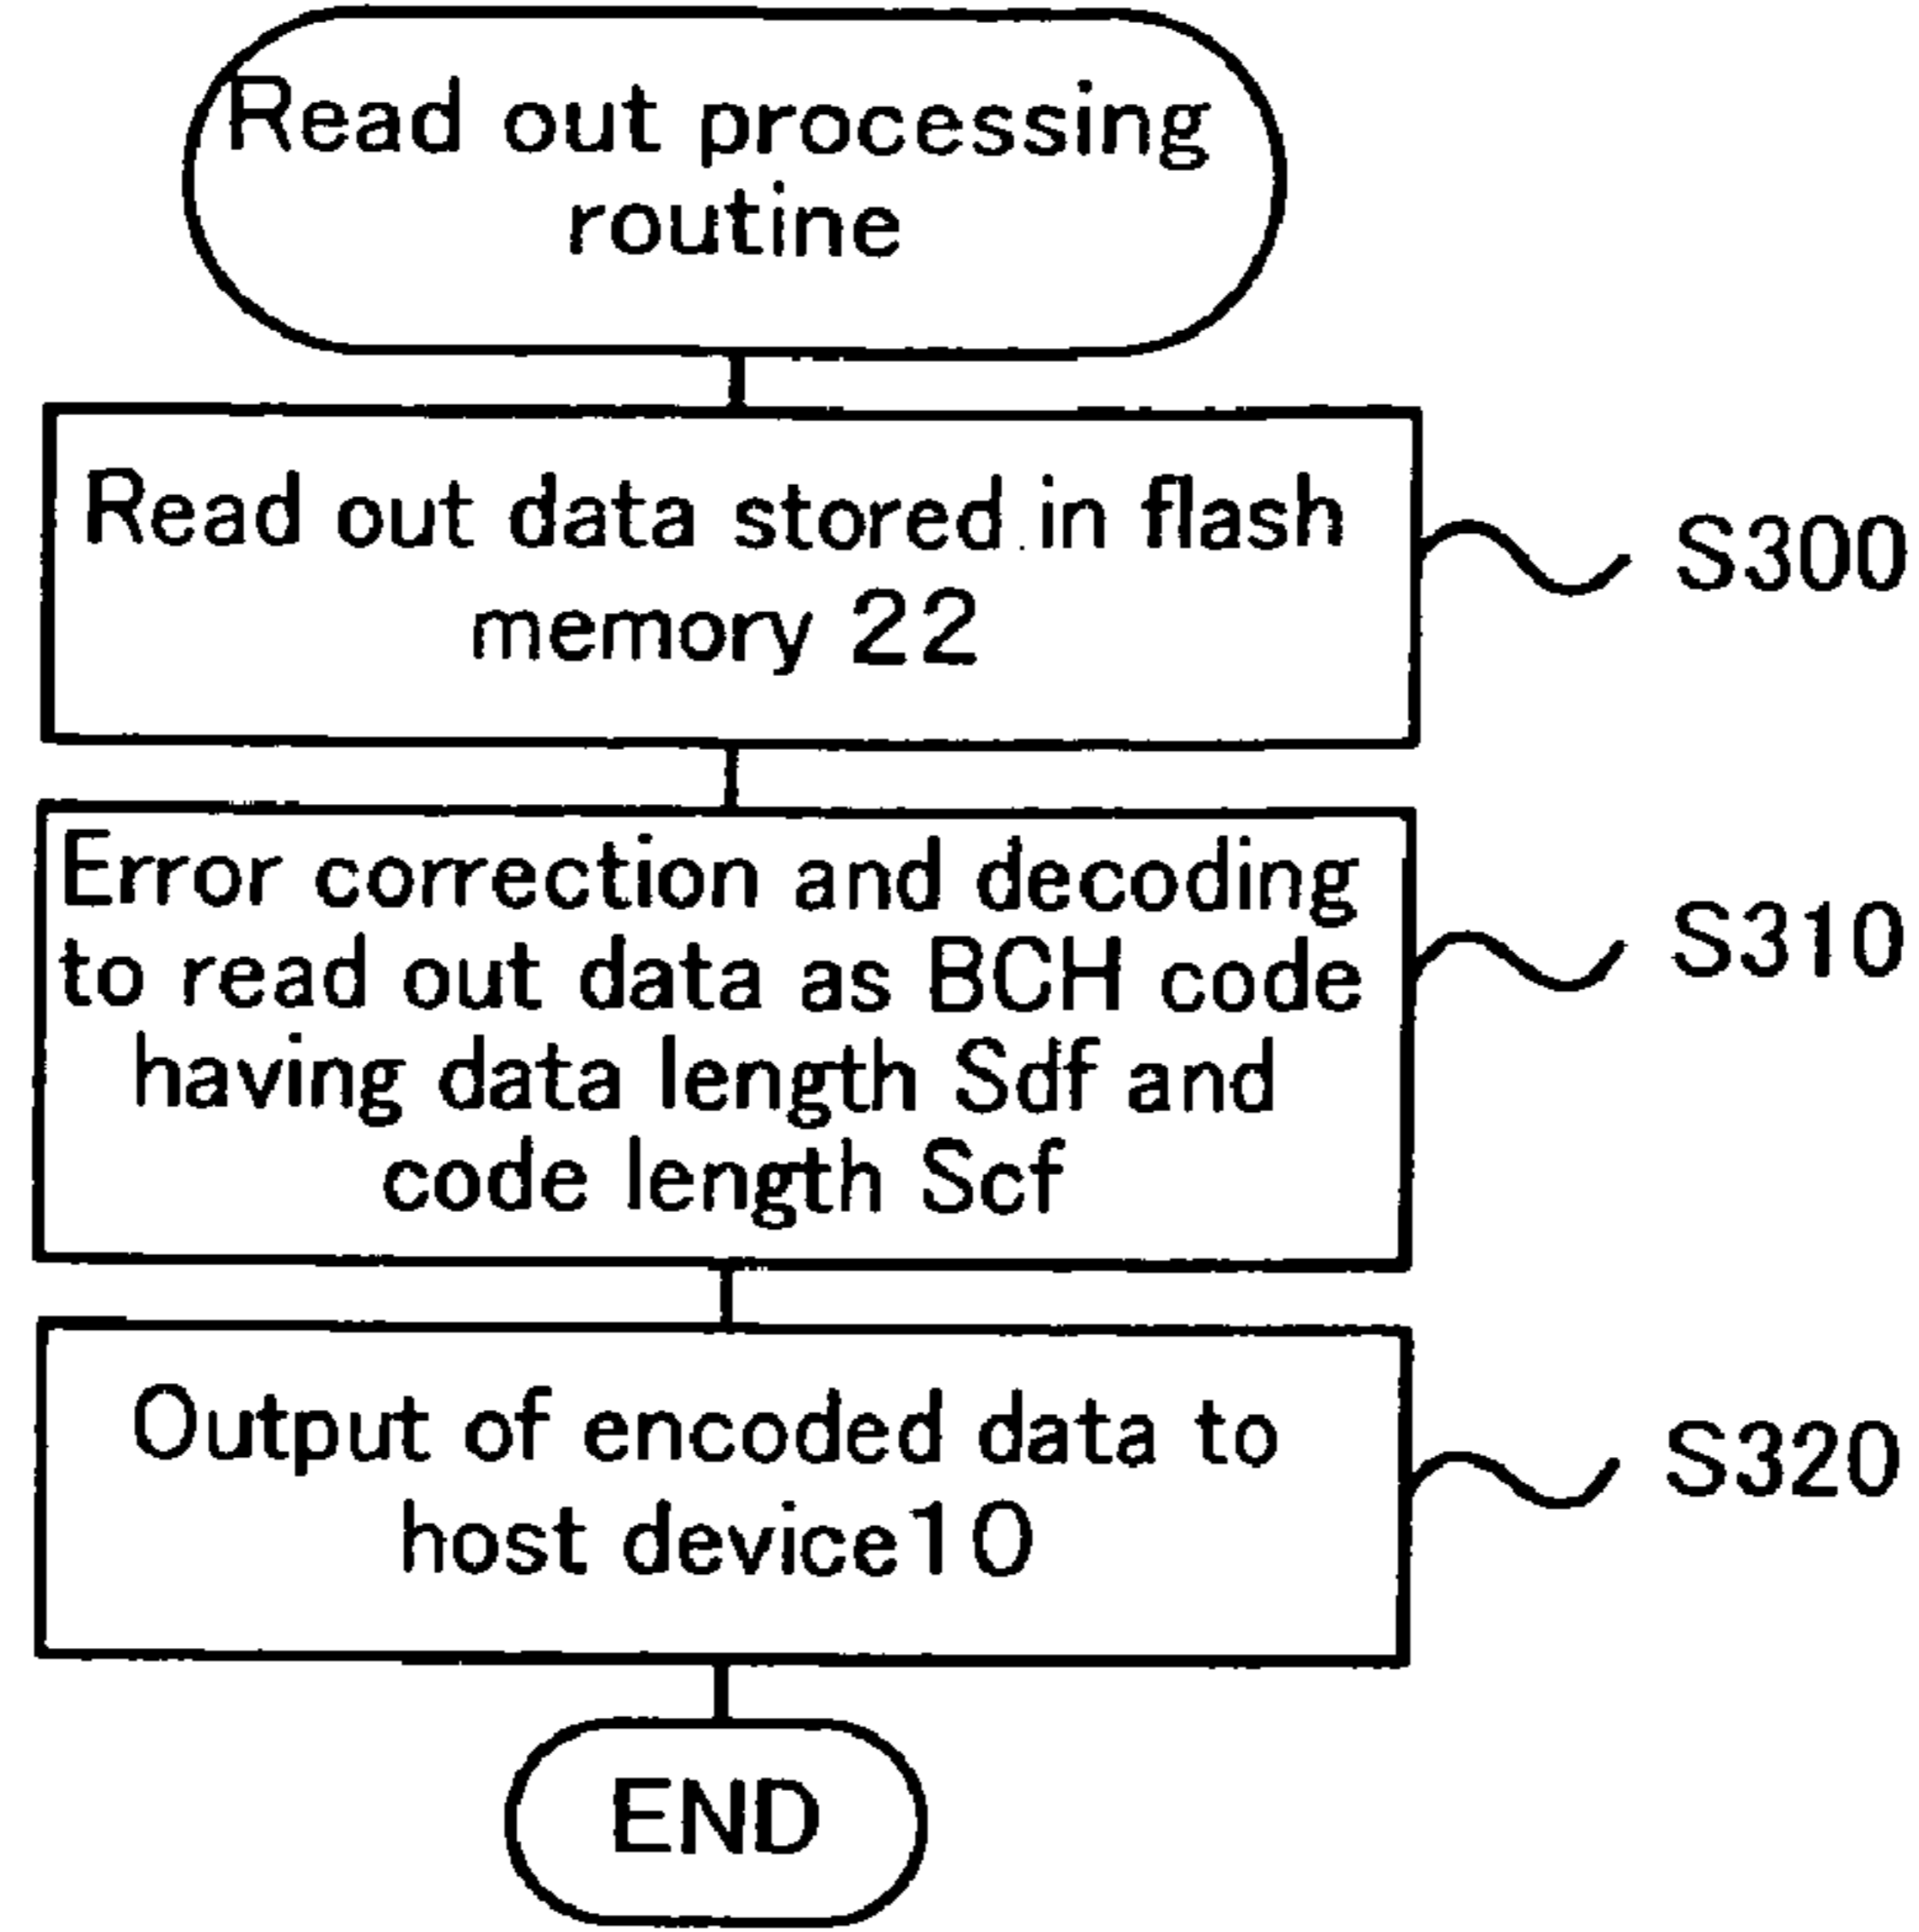 Read out processing
routine
Read out data stored in flash
memory 22
S300
Error correction and decoding
to read out data as BCH code
having data length Sdf and
code length Scf
S310
Output of encoded data to
host device10
S320
END